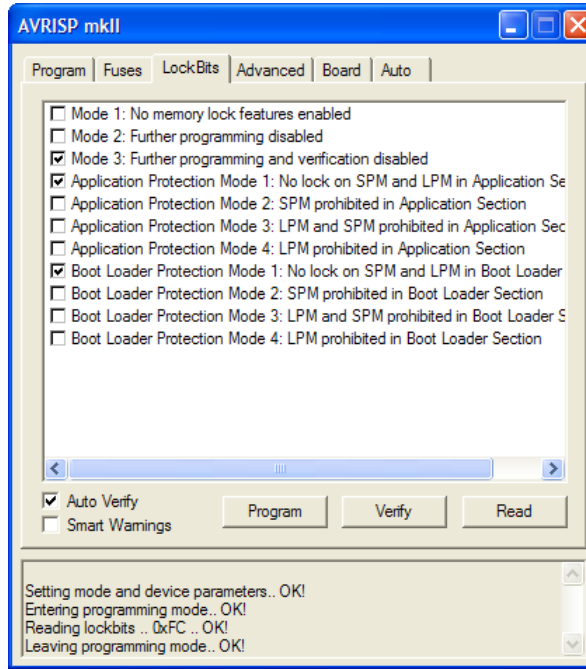 AVRISP mkII
Program Fuses LockBits Advanced Board Auto
Mode 1: No memory lock features enabled
Mode 2: Further programming disabled
Mode 3: Further programming and verification disabled
Application Protection Mode 1: No lock on SPM and LPM in Application Se
Application Protection Mode 2: SPM prohibited in Application Section
Application Protection Mode 3: LPM and SPM prohibited in Application Sec
Application Protection Mode 4: LPM prohibited in Application Section
Boot Loader Protection Mode 1: No lock on SPM and LPM in Boot Loader
Boot Loader Protection Mode 2: SPM prohibited in Boot Loader Section
Boot Loader Protection Mode 3: LPM and SPM prohibited in Boot Loader S
Boot Loader Protection Mode 4: LPM prohibited in Boot Loader Section
Auto Verify
Smart Warnings
Program Verify Read
Setting mode and device parameters.. OK!
Entering programming mode.. OK!
Reading lockbits .. 0xFC .. OK!
Leaving programming mode.. OK!